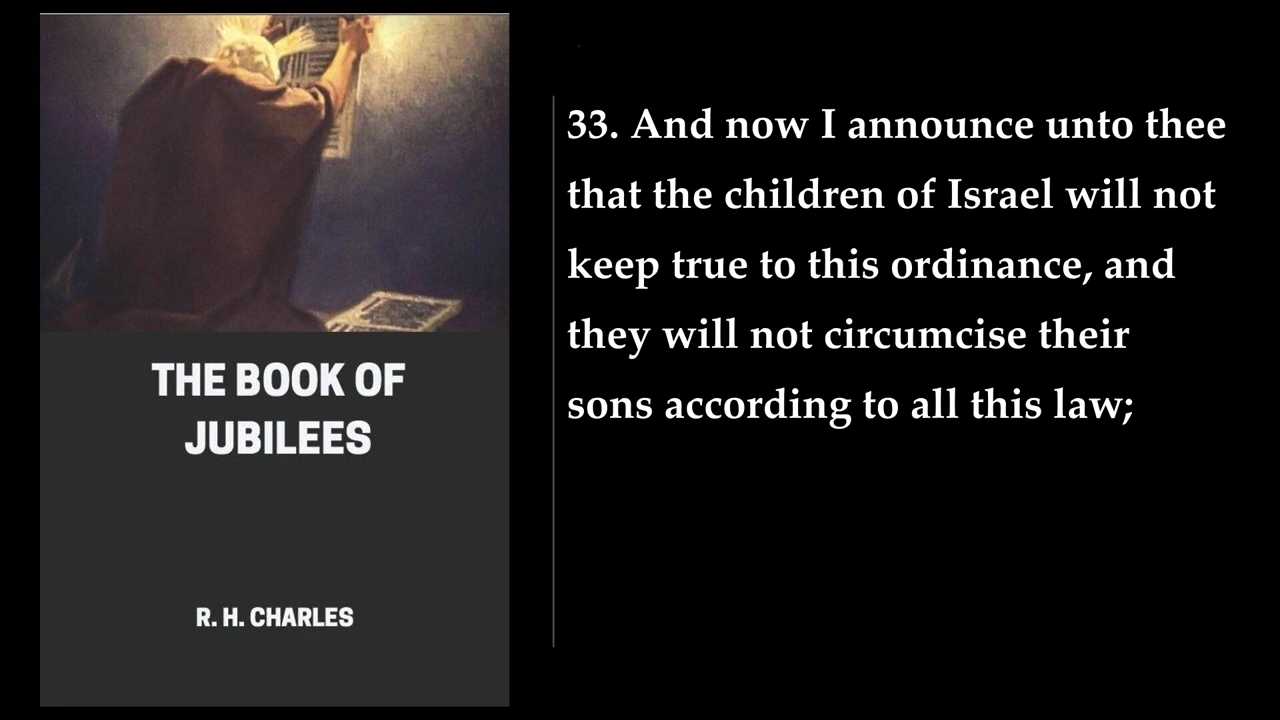 THE BOOK OF
JUBILEES
R. H. CHARLES
33. And now I announce unto thee
that the children of Israel will not
keep true to this ordinance, and
they will not circumcise their
sons according to all this law;